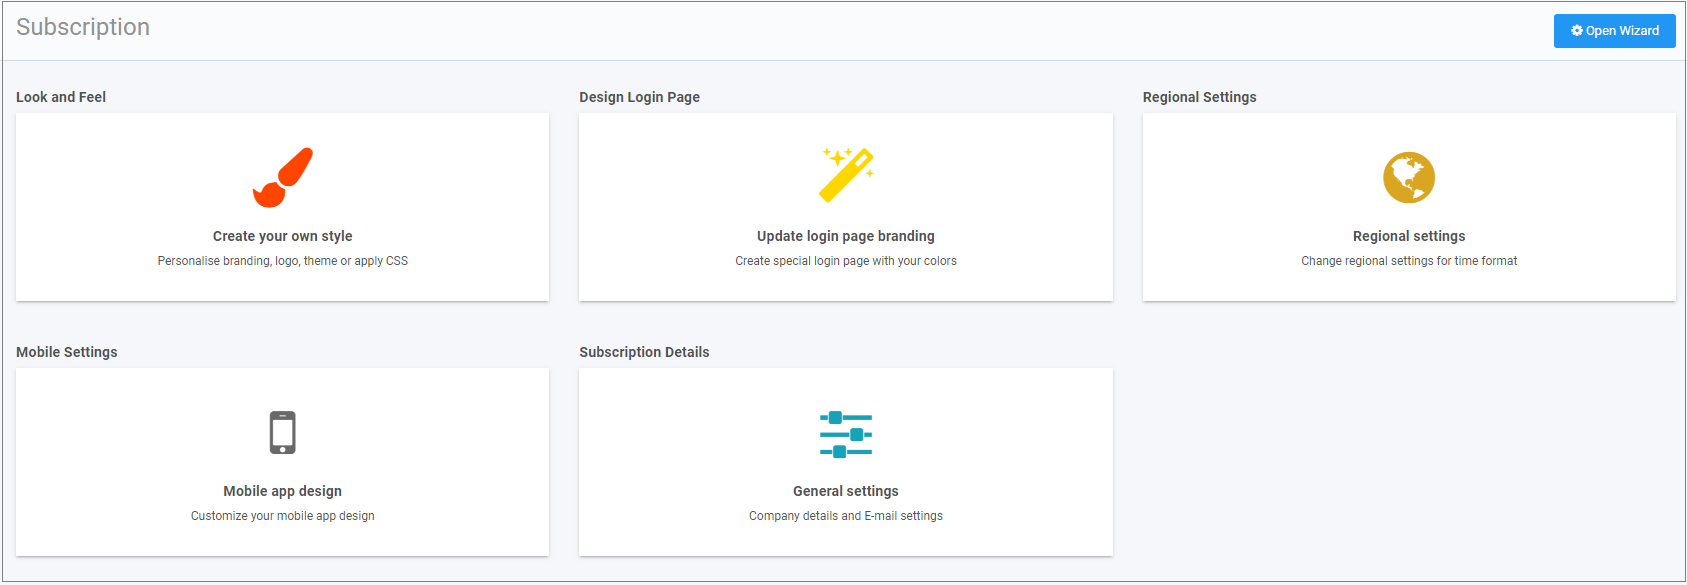 Subscription
Open Wizard
Look and Feel
Create your own style
Personalise branding, logo, theme or apply CSS
Design Login Page
Update login page branding
Create special login page with your colors
Regional Settings
Regional settings
Change regional settings for time format
Mobile Settings
Mobile app design
Customize your mobile app design
Subscription Details
General settings
Company details and E-mail settings